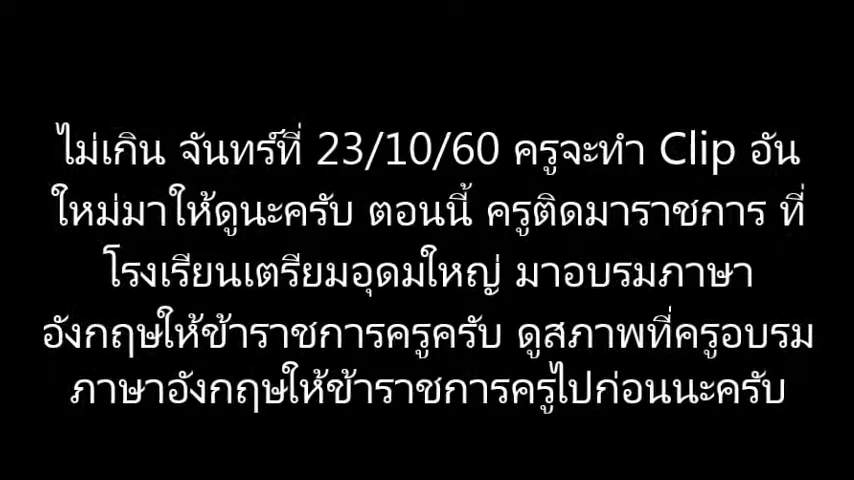 ไม่เกิน จันทร์ที่ 23/10/60 ครูจะทำ Clip อัน
ใหม่มาให้ดูนะครับ ตอนนี้ ครูติดมาราชการ ที่
โรงเรียนเตรียมอุดมใหญ่ มาอบรมภาษา
อังกฤษให้ข้าราชการครูครับ ดูสภาพที่ครูอบรม
ภาษาอังกฤษให้ข้าราชการครูไปก่อนนะครับ